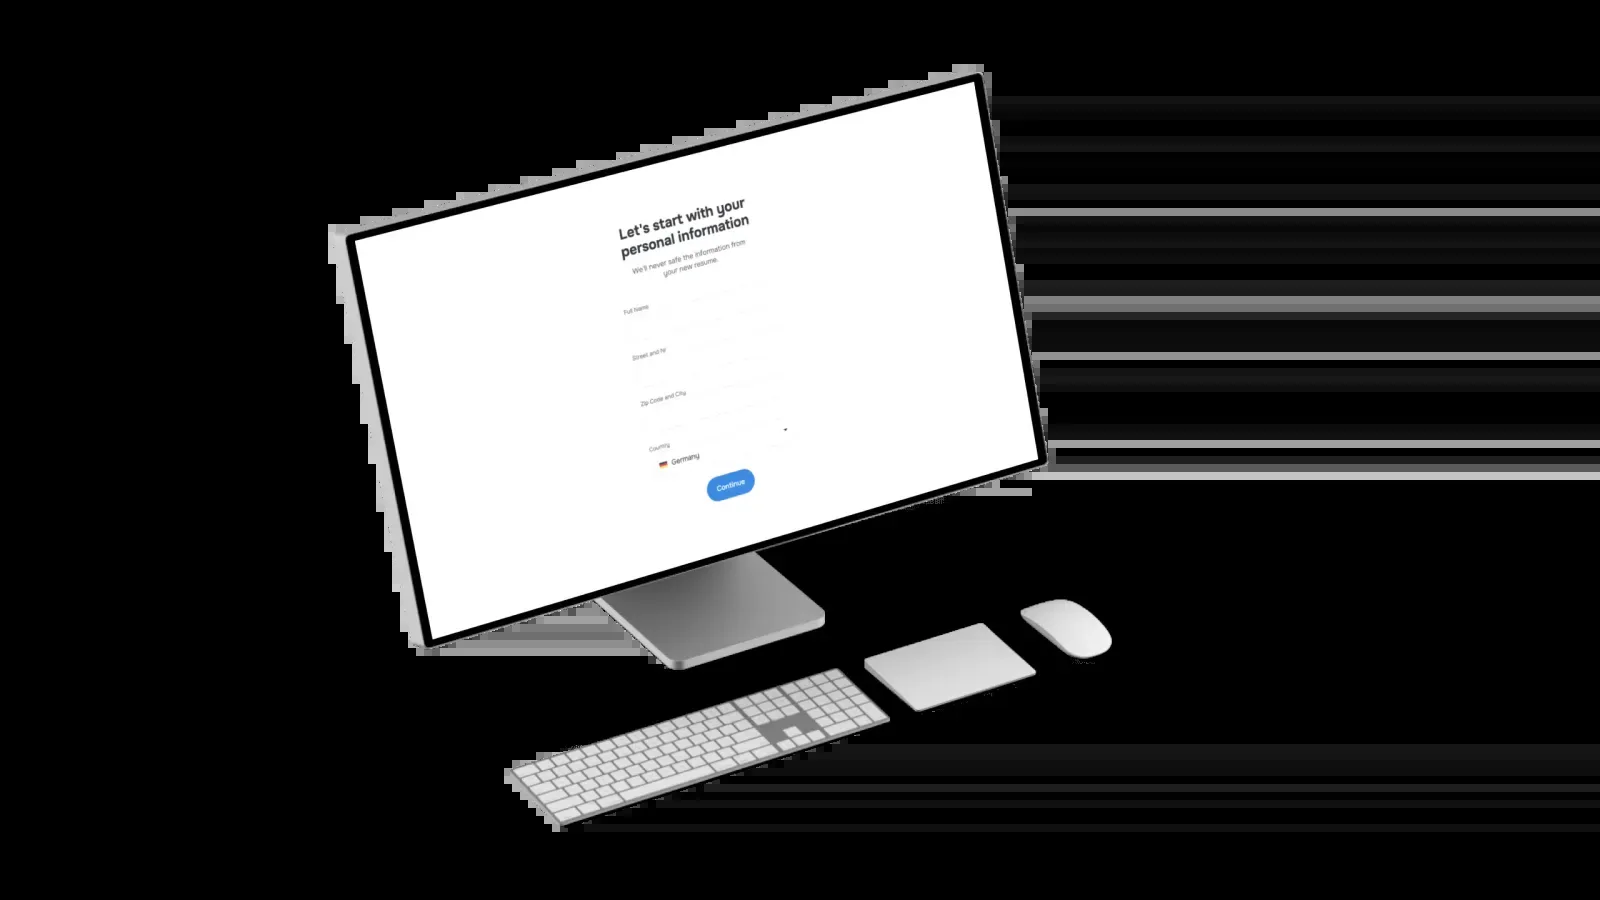 Let's start with your
personal information
We'll never safe the information from
your new resume.
Full Name
Street and Nr
Zip Code and City
Country
Germany
Continue